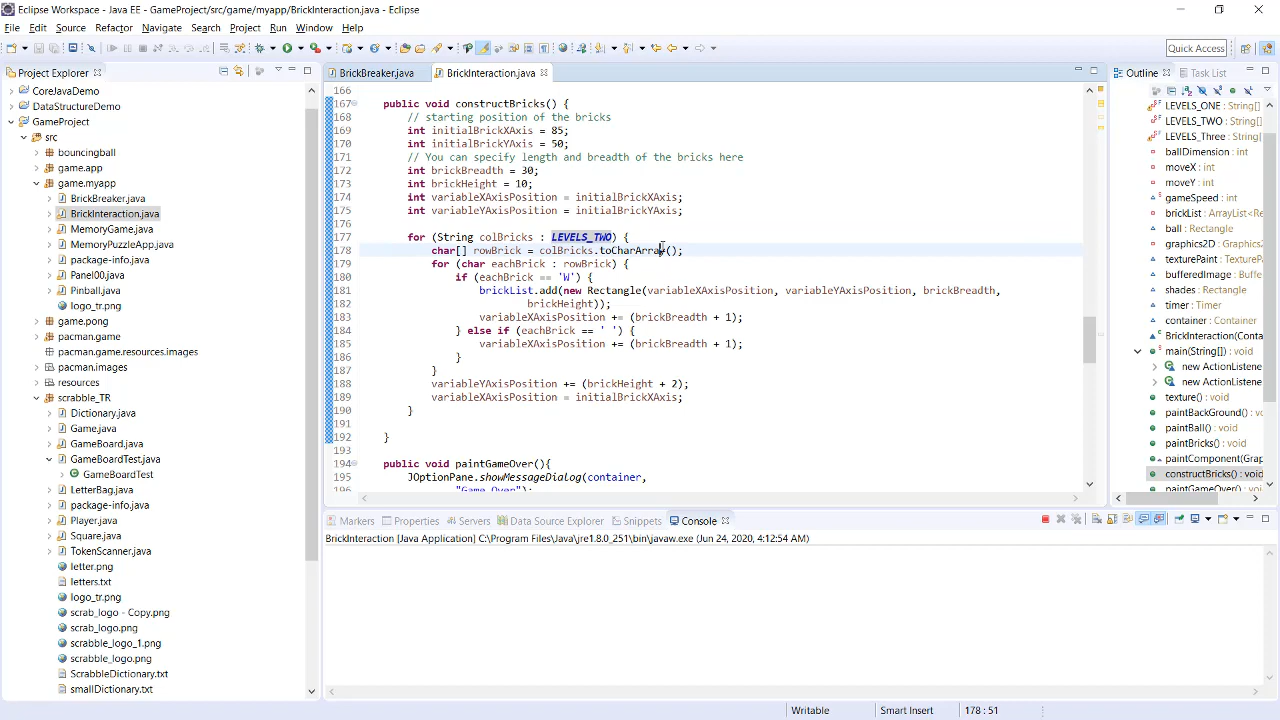 Eclipse Workspace - Java EE - GameProject/src/game/myapp/BrickInteraction.java - Eclipse
File Edit Source Refactor Navigate Search Project Run Window Help
Quick Access
Project Explorer
CoreJavaDemo
DataStructureDemo
GameProject
src
bouncingball
game.app
game.myapp
BrickBreaker.java
BrickInteraction.java
MemoryGame.java
MemoryPuzzleApp.java
package-info.java
Panel00.java
Pinball.java
logo_tr.png
game.pong
pacman.game
pacman.game.resources.images
pacman.images
resources
scrabble_TR
Dictionary.java
Game.java
GameBoard.java
GameBoardTest.java
GameBoardTest
LetterBag.java
package-info.java
Player.java
Square.java
TokenScanner.java
letter.png
letters.txt
logo_tr.png
scrab_logo - Copy.png
scrab_logo.png
scrabble_logo_1.png
scrabble_logo.png
ScrabbleDictionary.txt
smallDictionary.txt
BrickBreaker.java BrickInteraction.java
166
167 public void constructBricks() {
168 // starting position of the bricks
169 int initialBrickXAxis = 85;
170 int initialBrickYAxis = 50;
171 // You can specify length and breadth of the bricks here
172 int brickBreadth = 30;
173 int brickHeight = 10;
174 int variableXAxisPosition = initialBrickXAxis;
175 int variableYAxisPosition = initialBrickYAxis;
176
177 for (String colBricks : LEVELS_TWO) {
178 char[] rowBrick = colBricks.toCharArray();
179 for (char eachBrick : rowBrick) {
180 if (eachBrick == 'W') {
181 brickList.add(new Rectangle(variableXAxisPosition, variableYAxisPosition, brickBreadth,
182 brickHeight));
183 variableXAxisPosition += (brickBreadth + 1);
184 } else if (eachBrick == ' ') {
185 variableXAxisPosition += (brickBreadth + 1);
186 }
187 }
188 variableYAxisPosition += (brickHeight + 2);
189 variableXAxisPosition = initialBrickXAxis;
190 }
191
192 }
193
194 public void paintGameOver(){
195 JOptionPane.showMessageDialog(container,
196 "Game Over");
Outline Task List
LEVELS_ONE : String[]
LEVELS_TWO : String[]
LEVELS_Three : String[]
ballDimension : int
moveX : int
moveY : int
gameSpeed : int
brickList : ArrayList<R
ball : Rectangle
graphics2D : Graphics2
texturePaint : TextureP
bufferedImage : Buffere
shades : Rectangle
timer : Timer
container : Container
BrickInteraction(Conta
main(String[]) : void
new ActionListene
new ActionListene
texture() : void
paintBackGround() : vo
paintBall() : void
paintBricks() : void
paintComponent(Grap
constructBricks() : void
paintGameOver() : void
Markers Properties Servers Data Source Explorer Snippets Console
BrickInteraction [Java Application] C:\Program Files\Java\jre1.8.0_251\bin\javaw.exe (Jun 24, 2020, 4:12:54 AM)
Writable Smart Insert 178 : 51